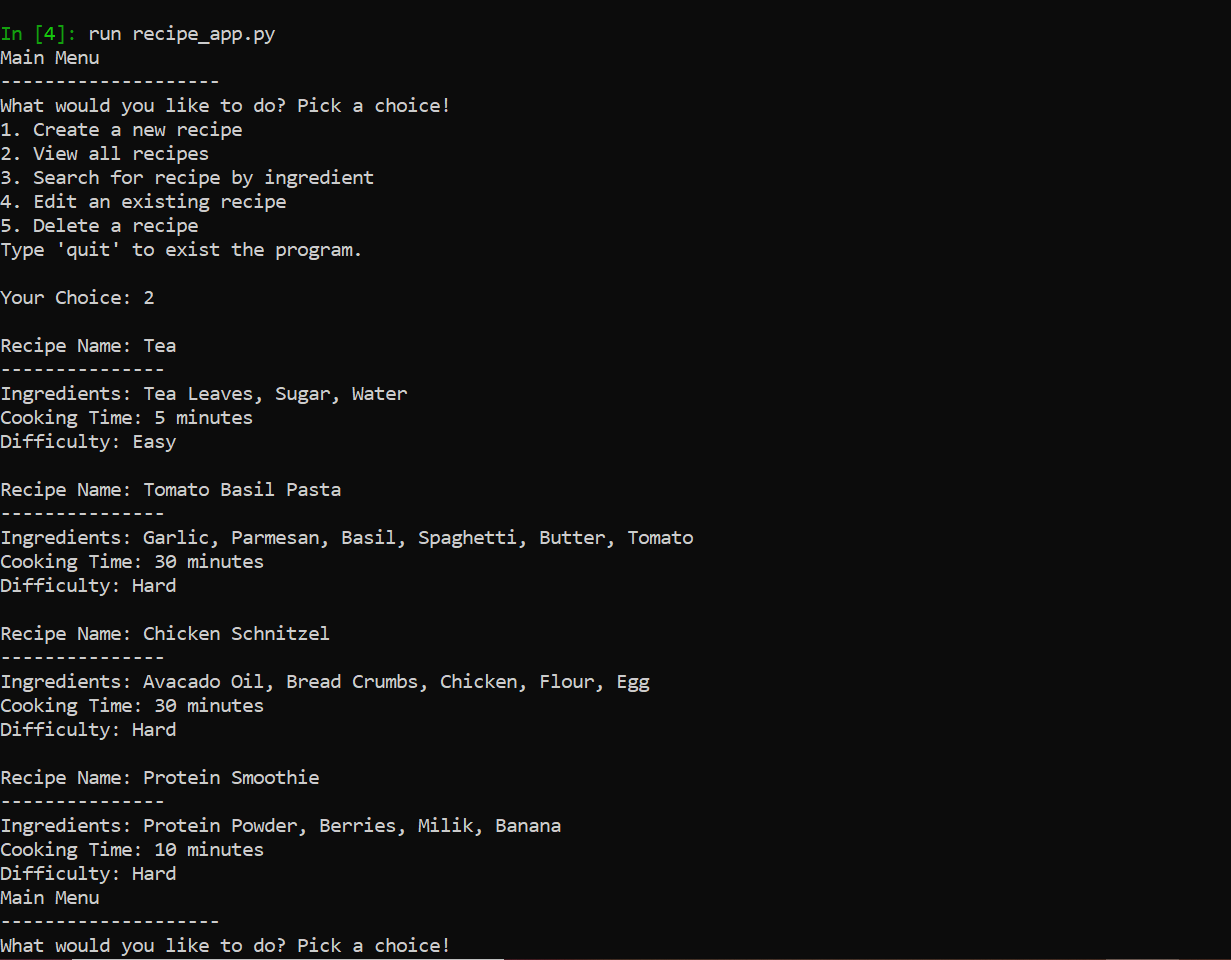 In [4]: run recipe_app.py
Main Menu
--------------------
What would you like to do? Pick a choice!
1. Create a new recipe
2. View all recipes
3. Search for recipe by ingredient
4. Edit an existing recipe
5. Delete a recipe
Type 'quit' to exist the program.
Your Choice: 2
Recipe Name: Tea
---------------
Ingredients: Tea Leaves, Sugar, Water
Cooking Time: 5 minutes
Difficulty: Easy
Recipe Name: Tomato Basil Pasta
---------------
Ingredients: Garlic, Parmesan, Basil, Spaghetti, Butter, Tomato
Cooking Time: 30 minutes
Difficulty: Hard
Recipe Name: Chicken Schnitzel
---------------
Ingredients: Avacado Oil, Bread Crumbs, Chicken, Flour, Egg
Cooking Time: 30 minutes
Difficulty: Hard
Recipe Name: Protein Smoothie
---------------
Ingredients: Protein Powder, Berries, Milik, Banana
Cooking Time: 10 minutes
Difficulty: Hard
Main Menu
--------------------
What would you like to do? Pick a choice!